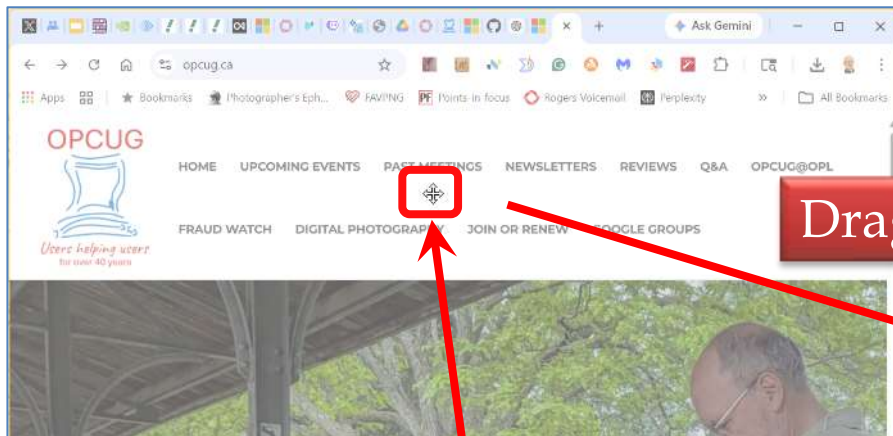 Ask Gemini
opcug.ca
Apps Bookmarks Photographer's Eph... FAVPNG PF Points in focus Rogers Voicemail Perplexity » All Bookmarks
OPCUG
HOME UPCOMING EVENTS PAST MEETINGS NEWSLETTERS REVIEWS Q&A OPCUG@OPL
Drag
FRAUD WATCH DIGITAL PHOTOGRAPHY JOIN OR RENEW GOOGLE GROUPS
Users helping users
for over 40 years